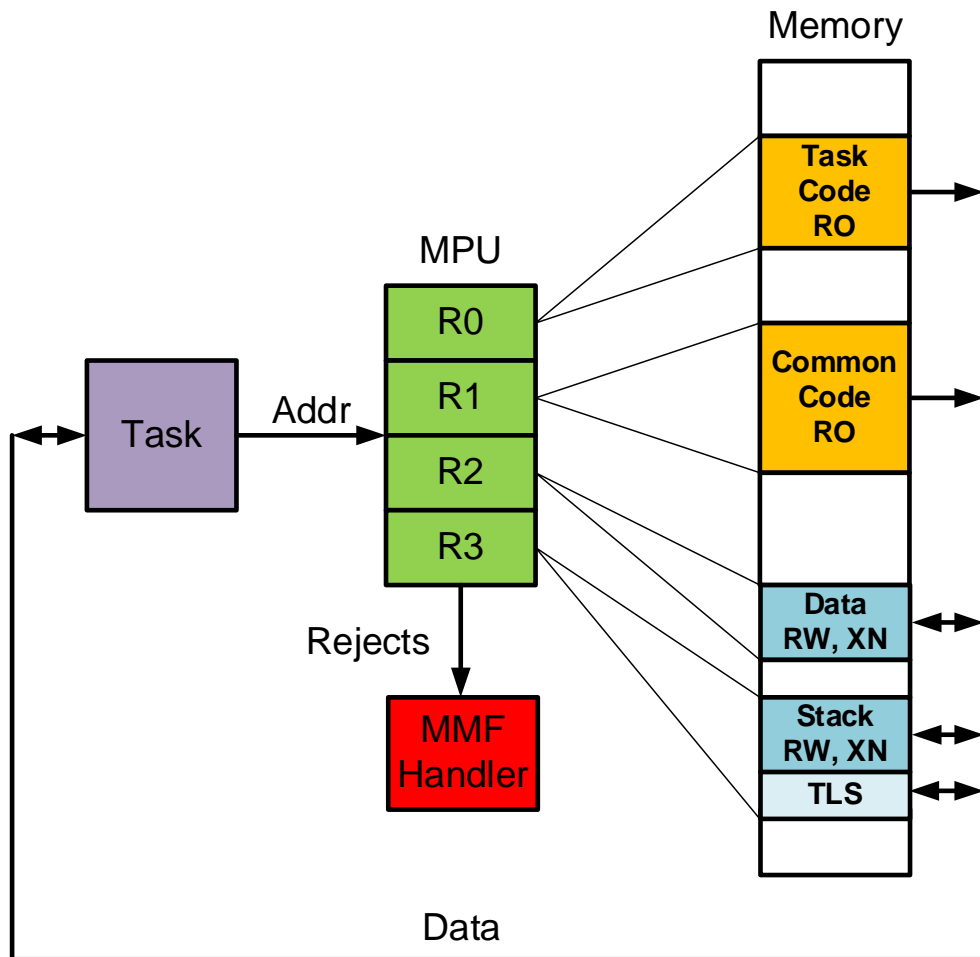 Memory
Task
Code
RO
MPU
R0
R1
Common
Code
RO
Task
Addr
R2
R3
Data
RW, XN
Rejects
MMF
Handler
Stack
RW, XN
TLS
Data